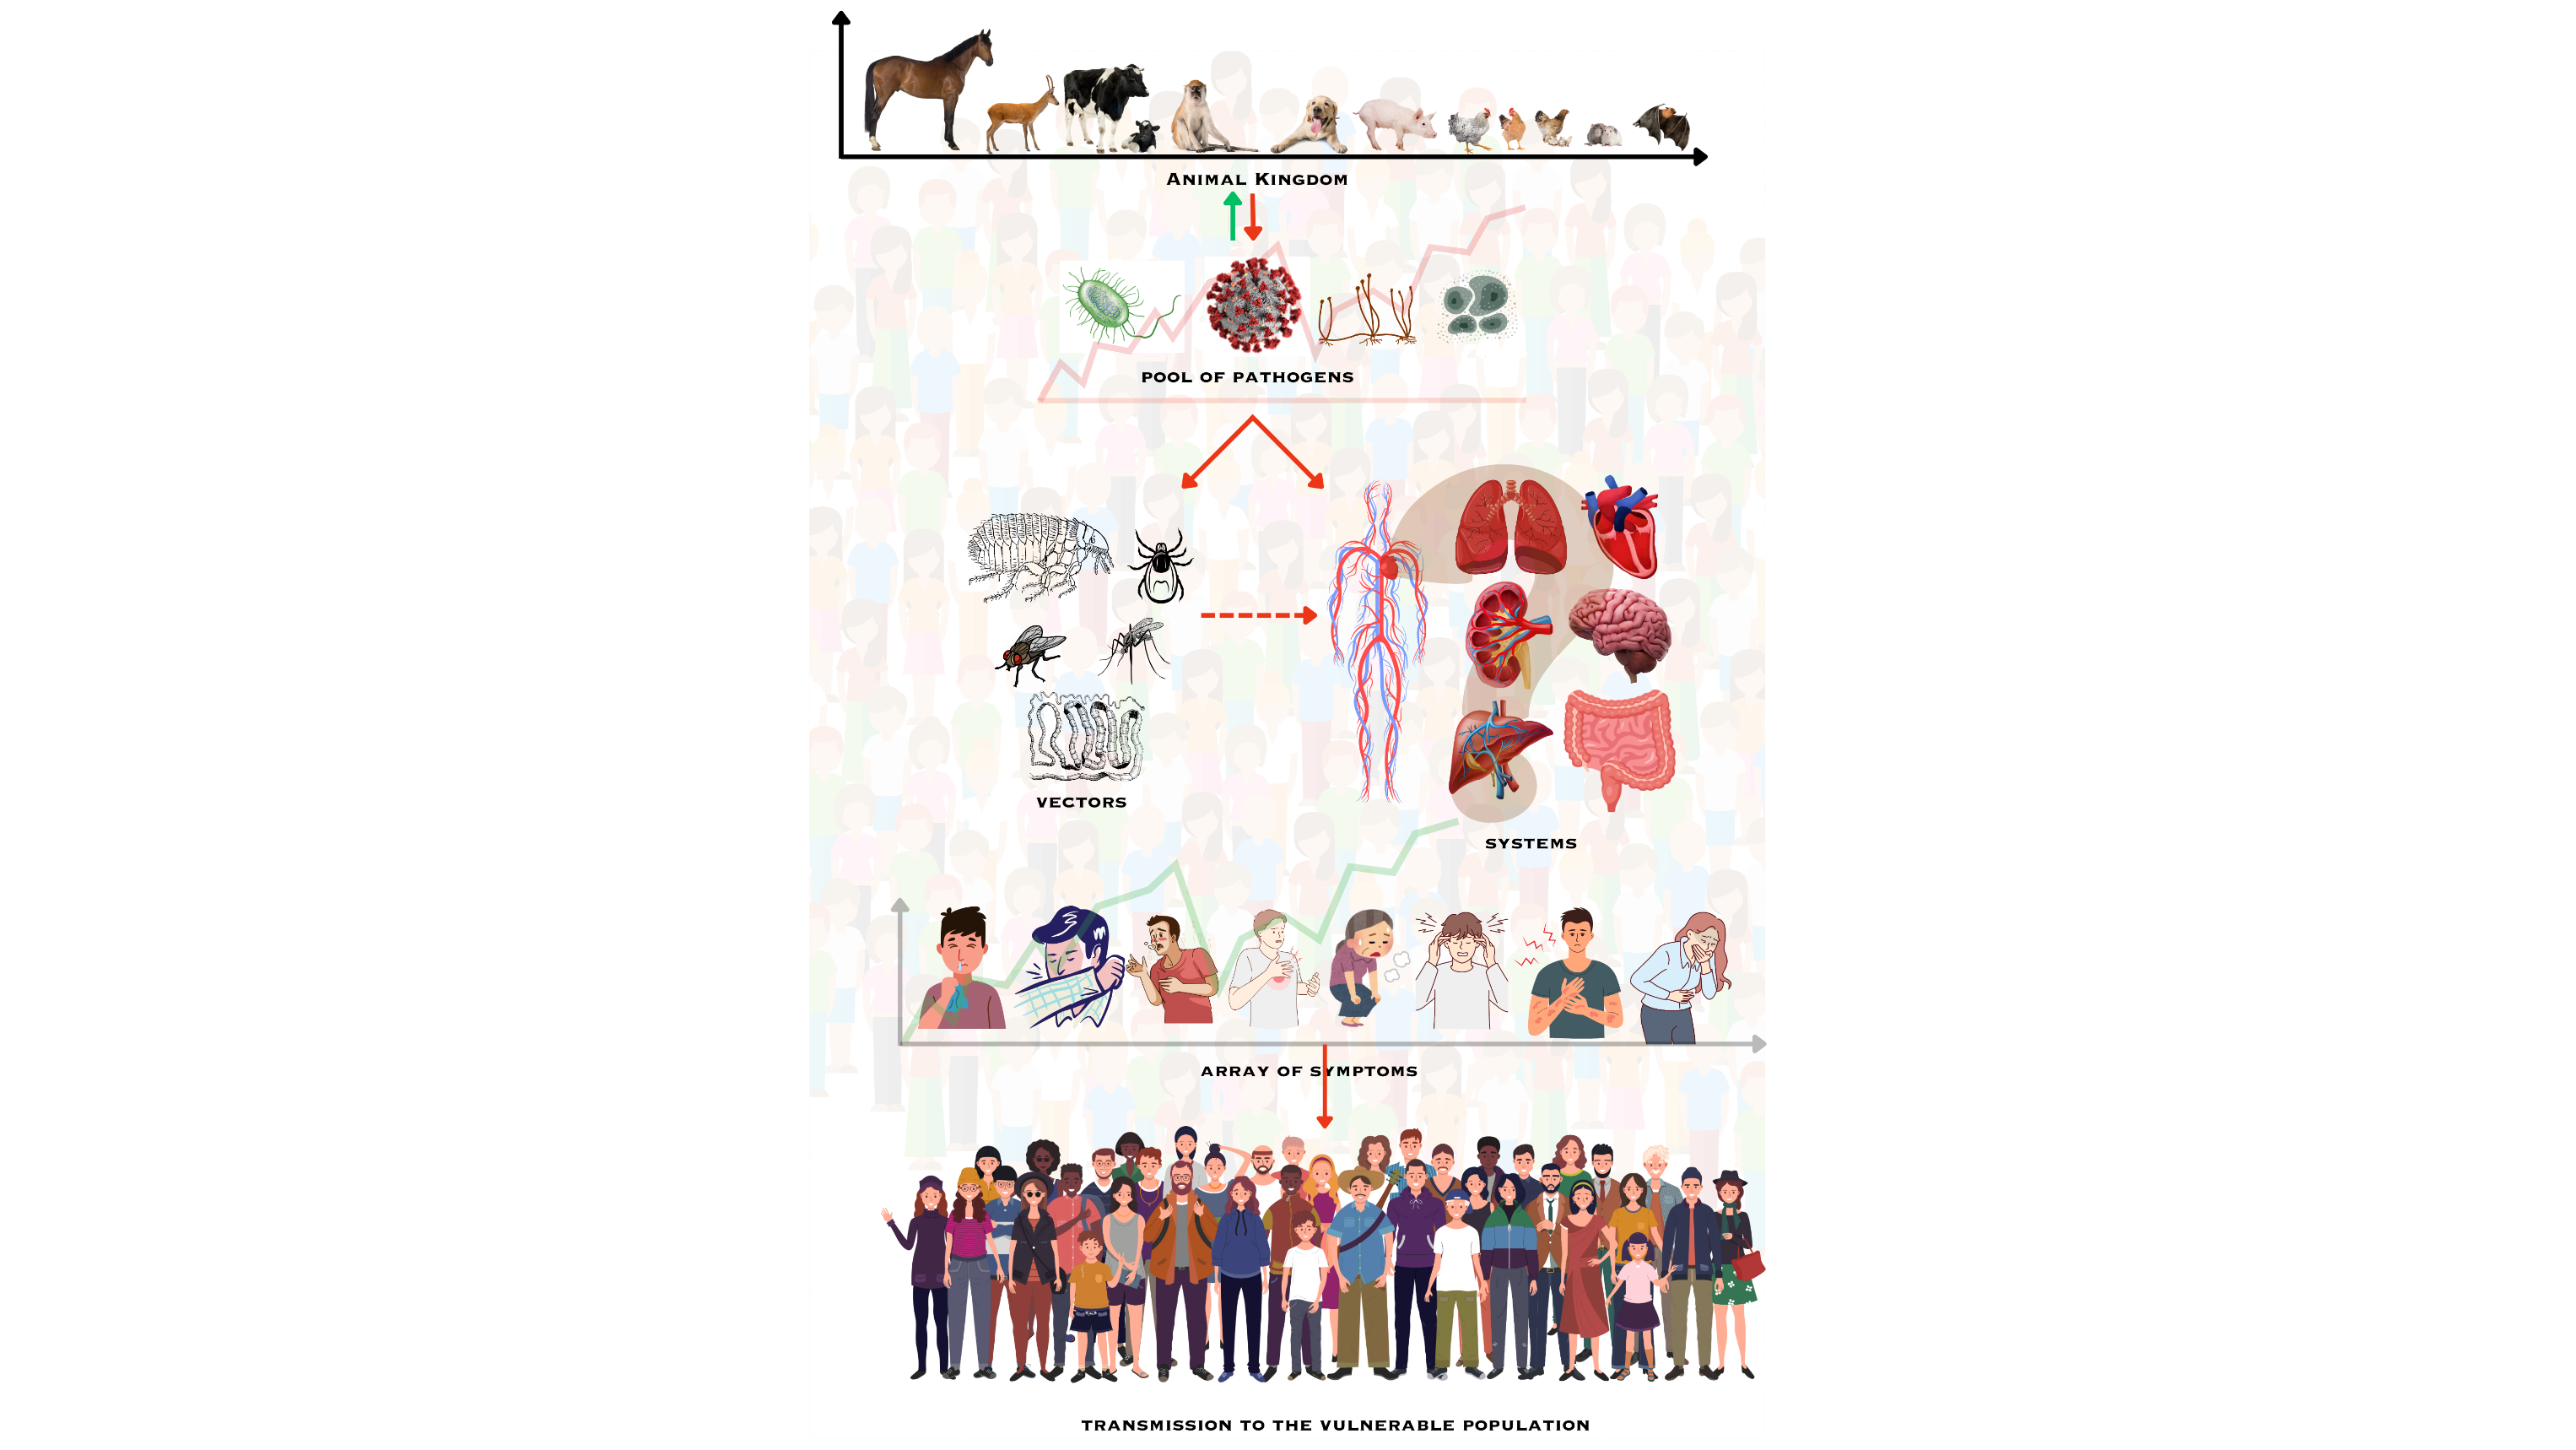 Animal Kingdom
POOL OF PATHOGENS
VECTORS
SYSTEMS
ARRAY OF SYMPTOMS
TRANSMISSION TO THE VULNERABLE POPULATION